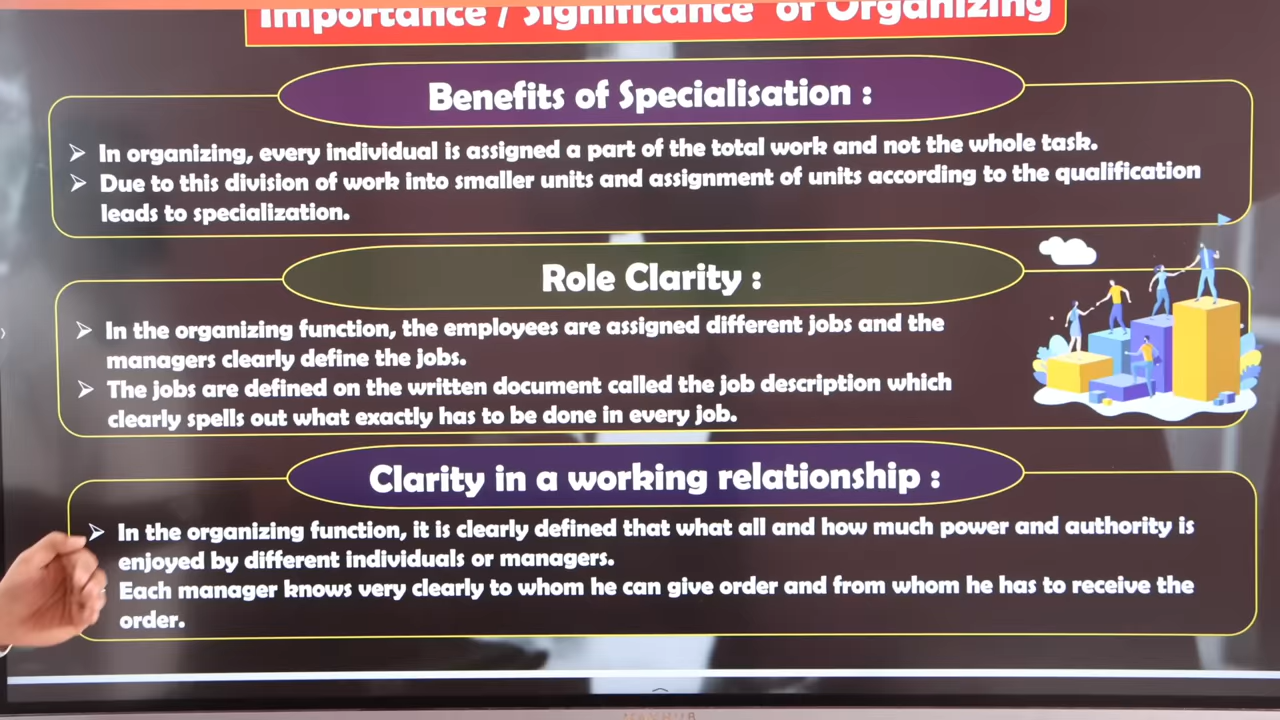 Importance / Significance of Organizing
Benefits of Specialisation :
➢ In organizing, every individual is assigned a part of the total work and not the whole task.
➢ Due to this division of work into smaller units and assignment of units according to the qualification
leads to specialization.
Role Clarity :
➢ In the organizing function, the employees are assigned different jobs and the
managers clearly define the jobs.
➢ The jobs are defined on the written document called the job description which
clearly spells out what exactly has to be done in every job.
Clarity in a working relationship :
➢ In the organizing function, it is clearly defined that what all and how much power and authority is
enjoyed by different individuals or managers.
Each manager knows very clearly to whom he can give order and from whom he has to receive the
order.